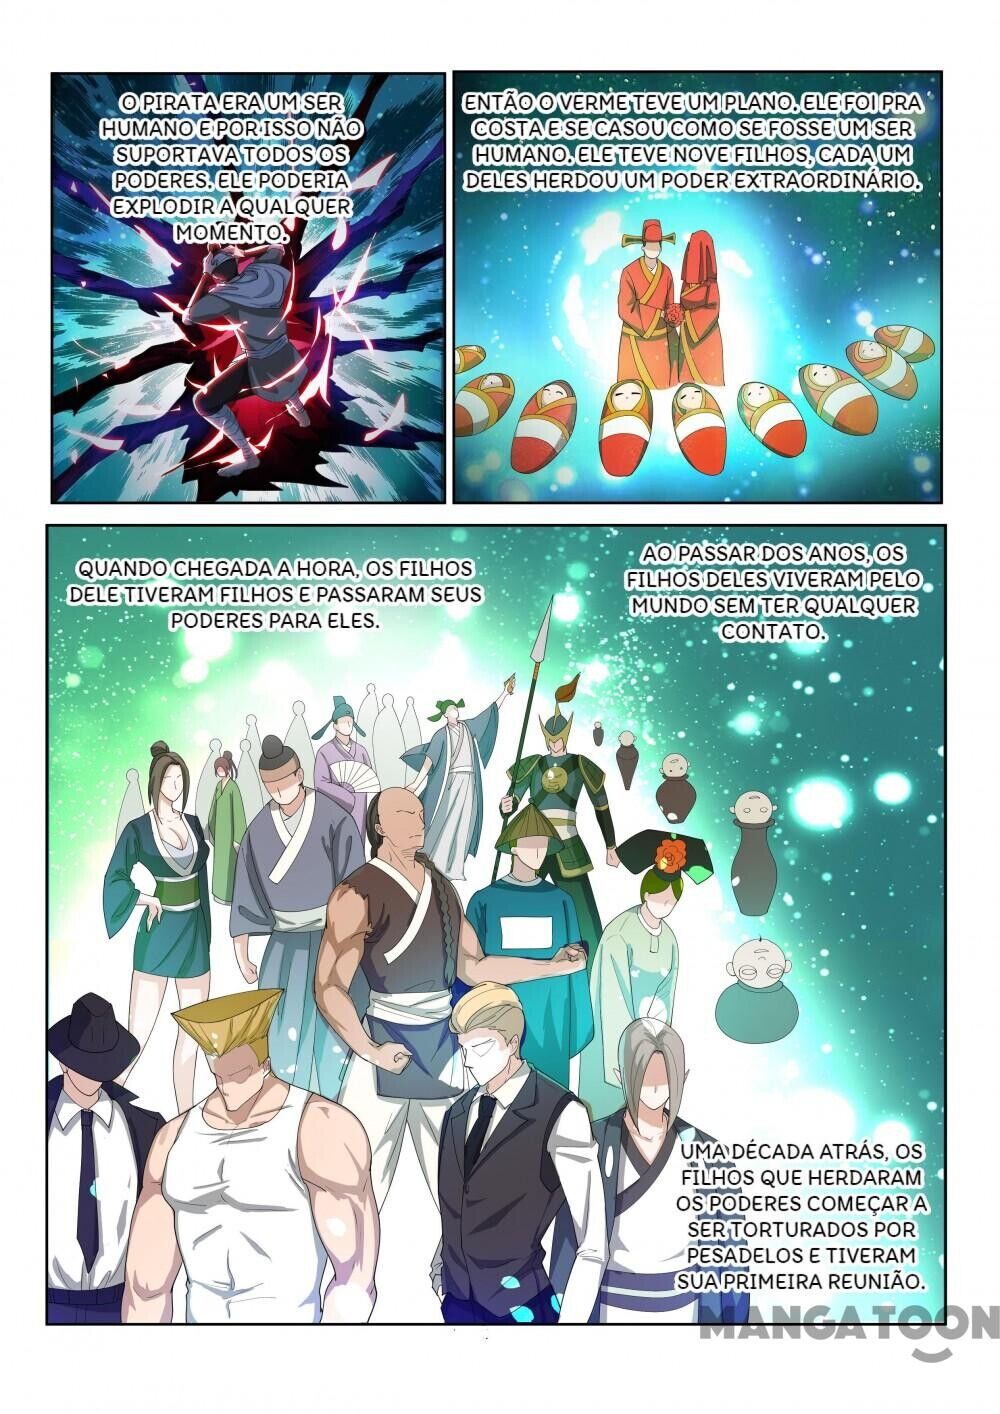 O PIRATA ERA UM SER
HUMANO E POR ISSO NÃO
SUPORTAVA TODOS OS
PODERES. ELE PODERIA
EXPLODIR A QUALQUER
MOMENTO.
ENTÃO O VERME TEVE UM PLANO. ELE FOI PRA
COSTA E SE CASOU COMO SE FOSSE UM SER
HUMANO. ELE TEVE NOVE FILHOS, CADA UM
DELES HERDOU UM PODER EXTRAORDINÁRIO.
QUANDO CHEGADA A HORA, OS FILHOS
DELE TIVERAM FILHOS E PASSARAM SEUS
PODERES PARA ELES.
AO PASSAR DOS ANOS, OS
FILHOS DELES VIVERAM PELO
MUNDO SEM TER QUALQUER
CONTATO.
UMA DÉCADA ATRÁS, OS
FILHOS QUE HERDARAM
OS PODERES COMEÇAR A
SER TORTURADOS POR
PESADELOS E TIVERAM
SUA PRIMEIRA REUNIÃO.
MANGATOON